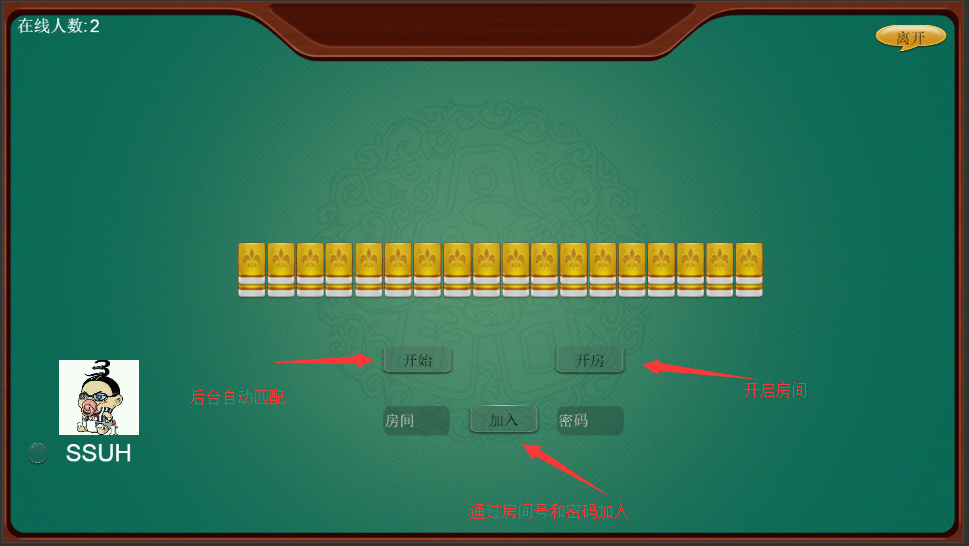 在线人数:2
离开
开始
开房
后台自动匹配
开启房间
房间
加入
密码
SSUH
通过房间号和密码加入